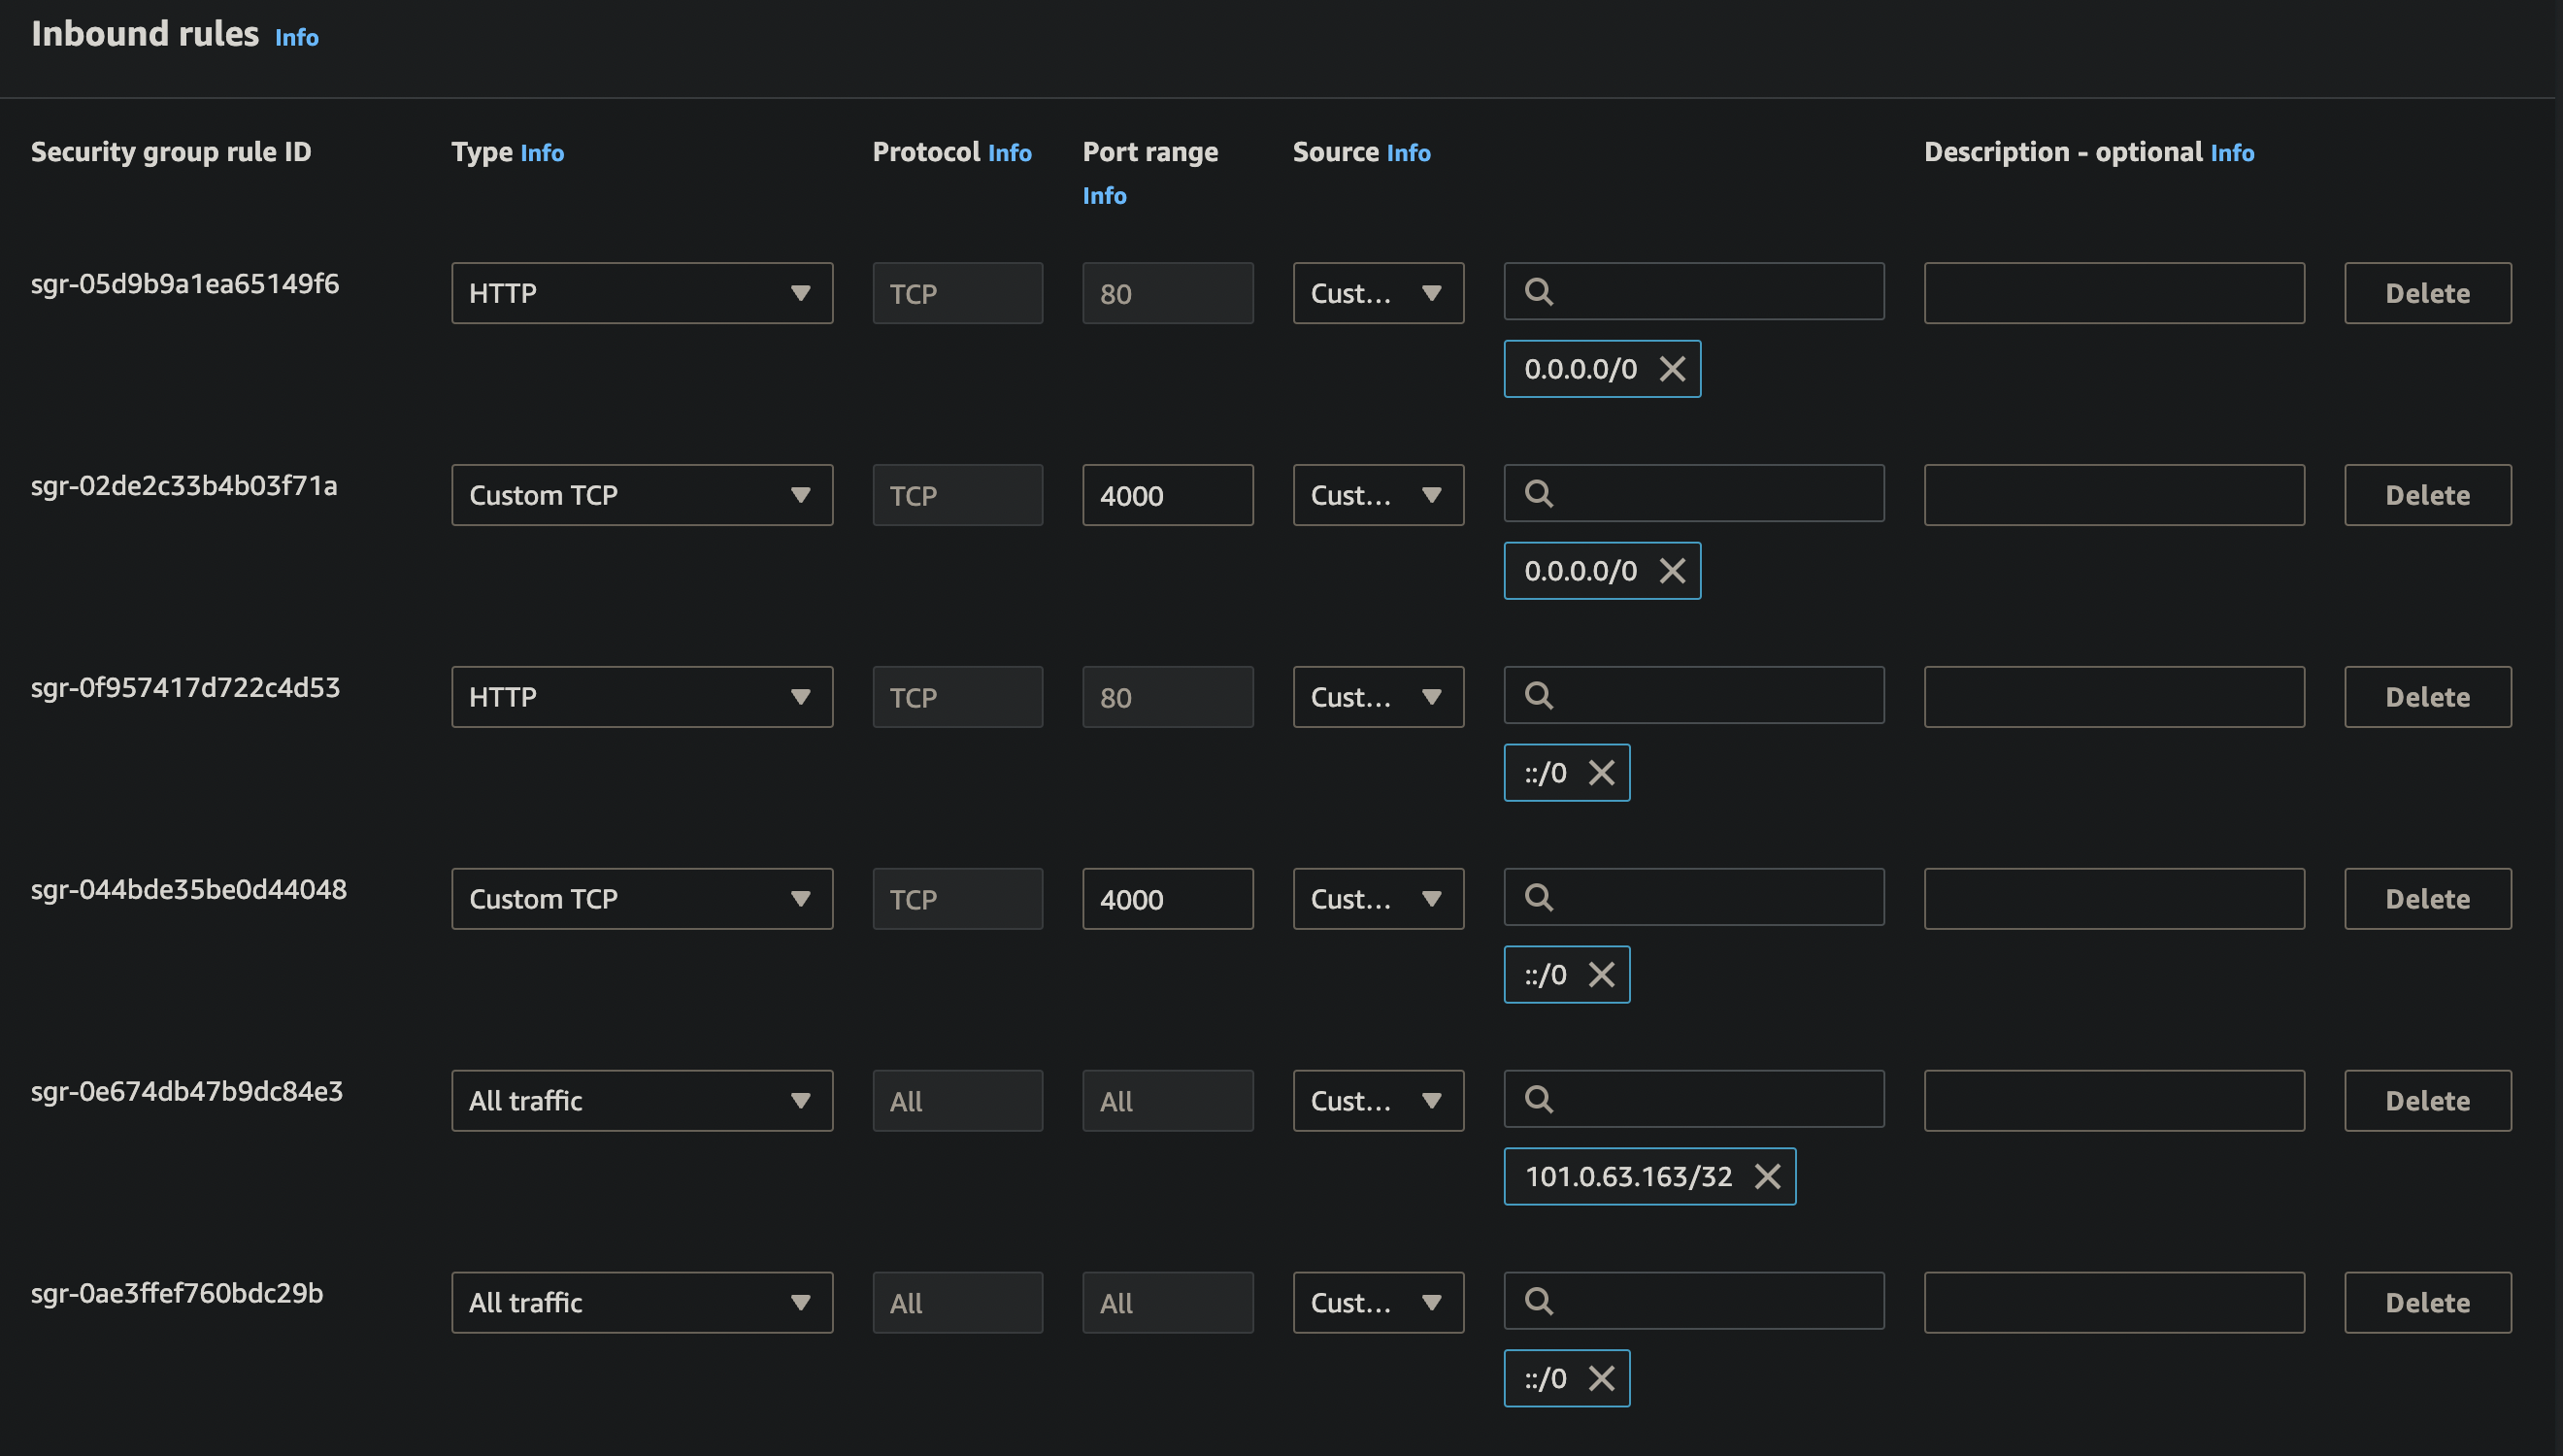 Inbound rules Info
Security group rule ID Type Info Protocol Info Port range Info Source Info Description - optional Info
sgr-05d9b9a1ea65149f6 HTTP TCP 80 Cust... Delete
0.0.0.0/0
sgr-02de2c33b4b03f71a Custom TCP TCP 4000 Cust... Delete
0.0.0.0/0
sgr-0f957417d722c4d53 HTTP TCP 80 Cust... Delete
::/0
sgr-044bde35be0d44048 Custom TCP TCP 4000 Cust... Delete
::/0
sgr-0e674db47b9dc84e3 All traffic All All Cust... Delete
101.0.63.163/32
sgr-0ae3ffef760bdc29b All traffic All All Cust... Delete
::/0